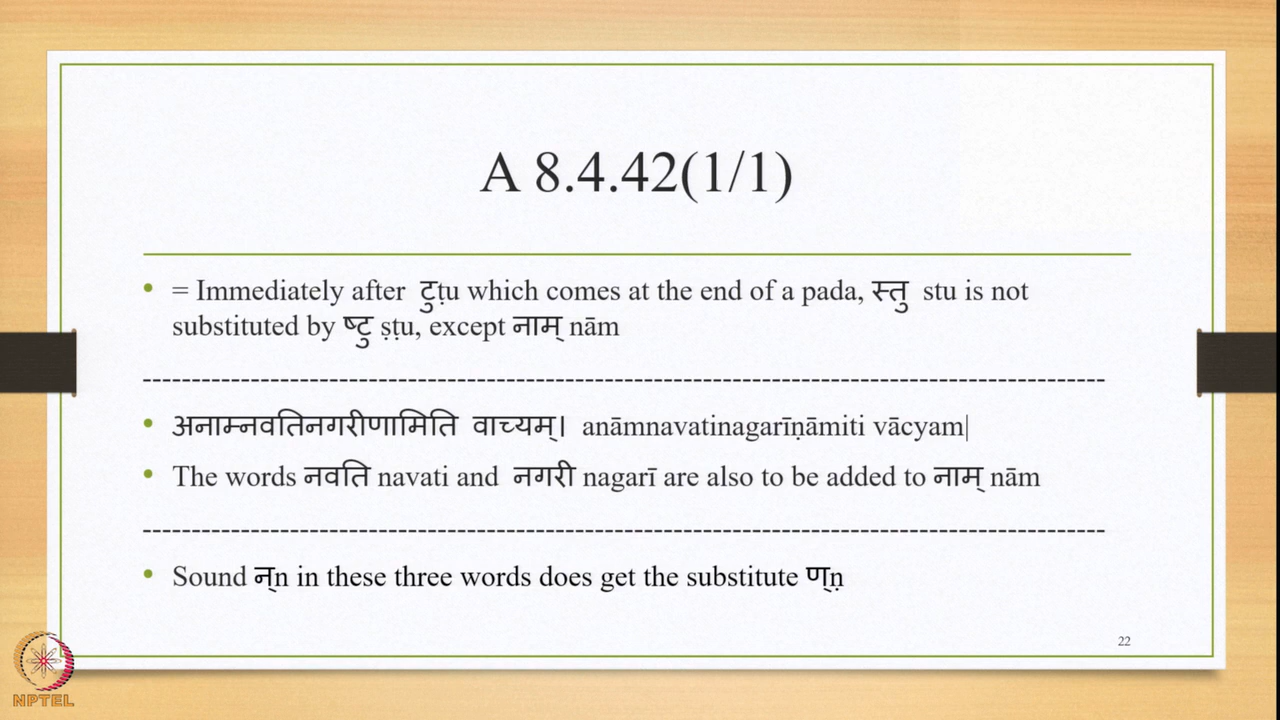 A 8.4.42(1/1)
• = Immediately after टुṭu which comes at the end of a pada, स्तु stu is not
substituted by ष्टु ṣṭu, except नाम् nām
--------------------------------------------------------------------------------------------
• अनाम्नवतिनगरीणामिति वाच्यम्। anāmnavatinagarīṇāmiti vācyam|
• The words नवति navati and नगरी nagarī are also to be added to नाम् nām
--------------------------------------------------------------------------------------------
• Sound न्n in these three words does get the substitute ण्ṇ
22
NPTEL